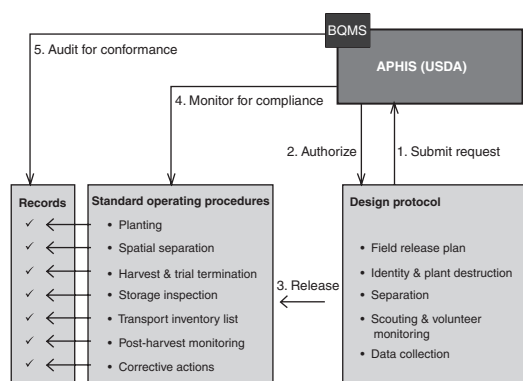 BQMS
5. Audit for conformance
APHIS (USDA)
4. Monitor for compliance
2. Authorize
1. Submit request
Records
✓
✓
✓
✓
✓
✓
✓
Standard operating procedures
• Planting
• Spatial separation
• Harvest & trial termination
• Storage inspection
• Transport inventory list
• Post-harvest monitoring
• Corrective actions
3. Release
Design protocol
• Field release plan
• Identity & plant destruction
• Separation
• Scouting & volunteer
monitoring
• Data collection